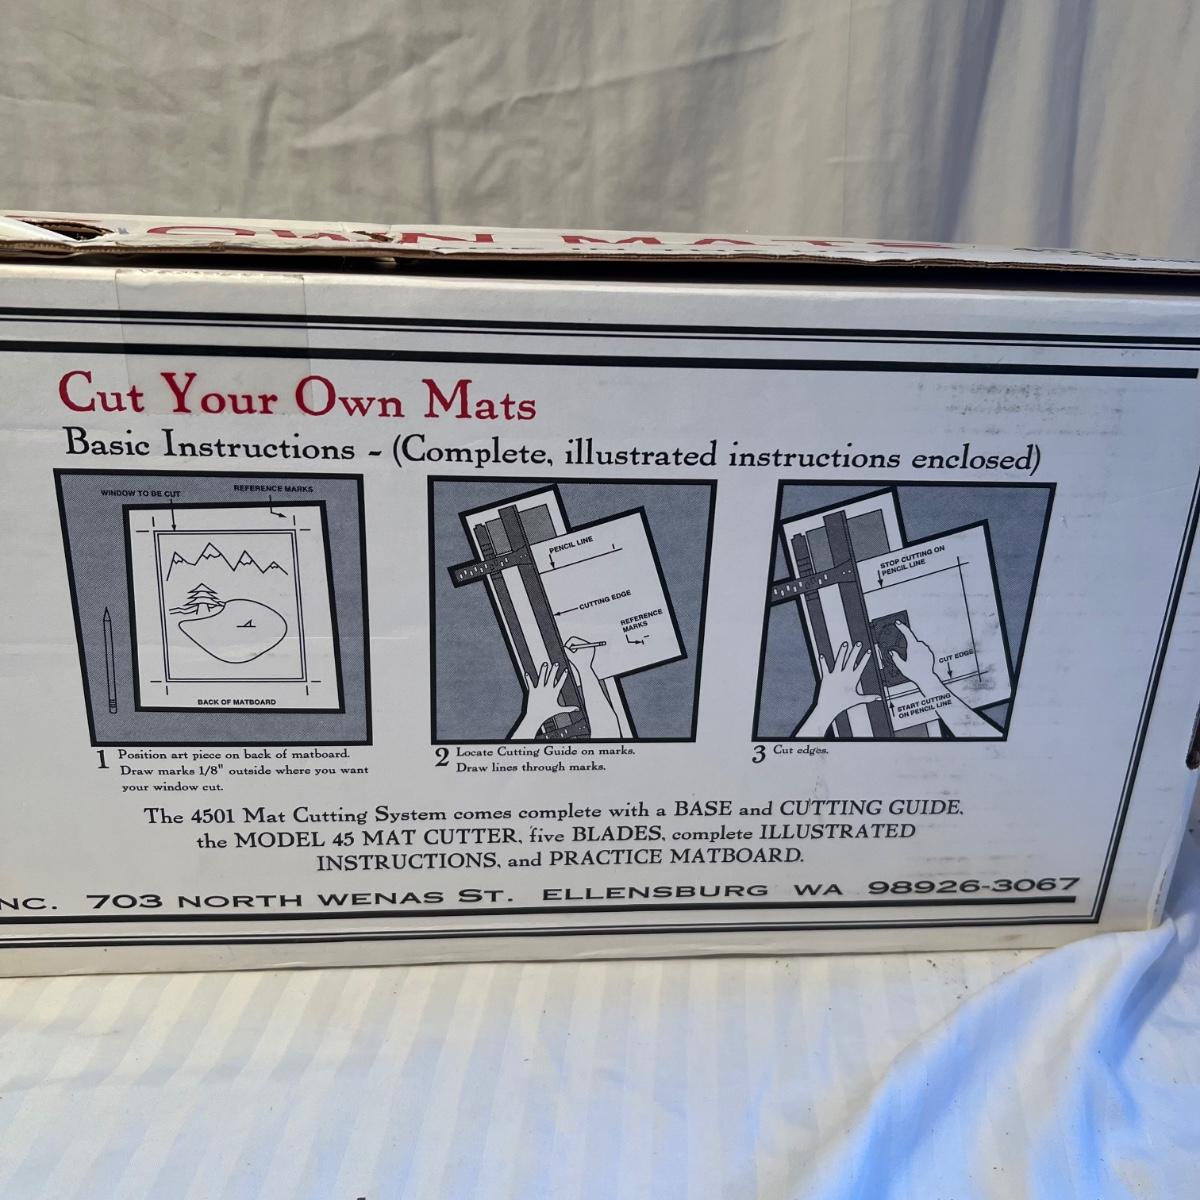 OWN MATS
Cut Your Own Mats
Basic Instructions - (Complete, illustrated instructions enclosed)
WINDOW TO BE CUT
REFERENCE MARKS
BACK OF MATBOARD
1 Position art piece on back of matboard.
Draw marks 1/8" outside where you want
your window cut.
PENCIL LINE
CUTTING EDGE
REFERENCE
MARKS
2 Locate Cutting Guide on marks.
Draw lines through marks.
STOP CUTTING ON
PENCIL LINE
CUT EDGE
START CUTTING
ON PENCIL LINE
3 Cut edges.
The 4501 Mat Cutting System comes complete with a BASE and CUTTING GUIDE,
the MODEL 45 MAT CUTTER, five BLADES, complete ILLUSTRATED
INSTRUCTIONS, and PRACTICE MATBOARD.
NC. 703 NORTH WENAS ST. ELLENSBURG WA 98926-3067